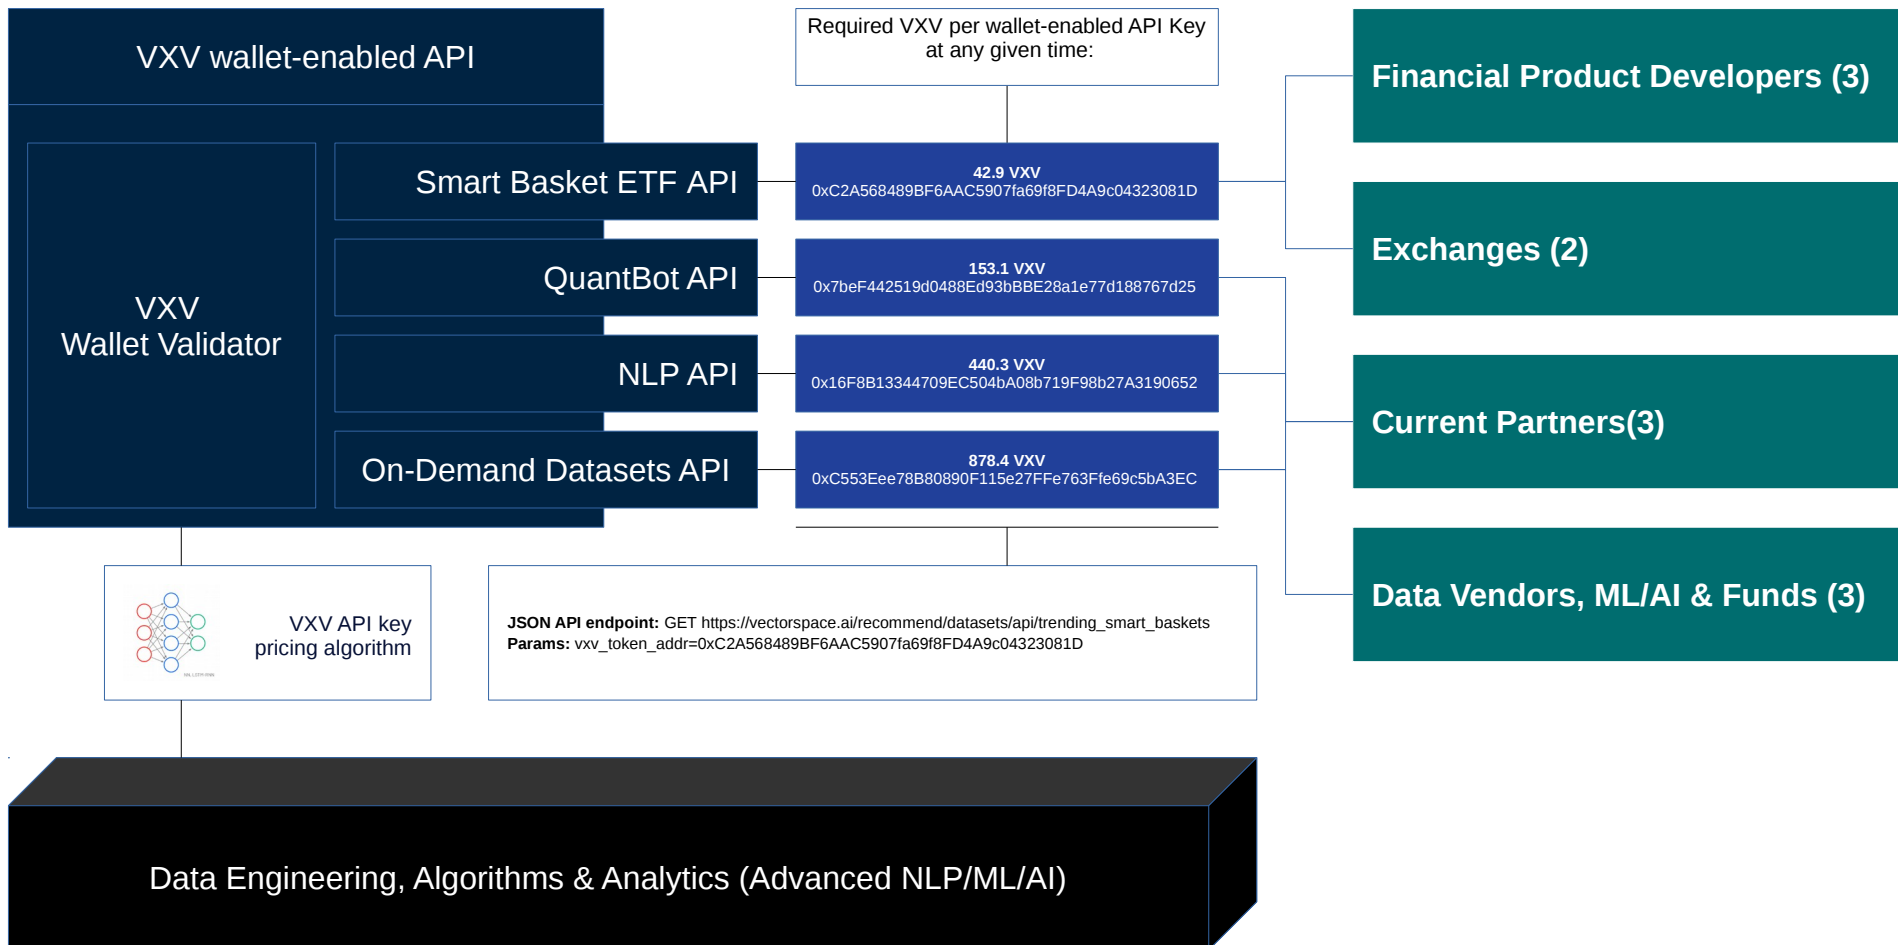 VXV wallet-enabled API
Required VXV per wallet-enabled API Key
at any given time:
Financial Product Developers (3)
Smart Basket ETF API
42.9 VXV
0xC2A568489BF6AAC5907fa69f8FD4A9c04323081D
Exchanges (2)
QuantBot API
153.1 VXV
0x7beF442519d0488Ed93bBBE28a1e77d188767d25
VXV
Wallet Validator
NLP API
440.3 VXV
0x16F8B13344709EC504bA08b719F98b27A3190652
Current Partners(3)
On-Demand Datasets API
878.4 VXV
0xC553Eee78B80890F115e27FFe763Ffe69c5bA3EC
Data Vendors, ML/AI & Funds (3)
VXV API key
pricing algorithm
JSON API endpoint: GET https://vectorspace.ai/recommend/datasets/api/trending_smart_baskets
Params: vxv_token_addr=0xC2A568489BF6AAC5907fa69f8FD4A9c04323081D
Data Engineering, Algorithms & Analytics (Advanced NLP/ML/AI)